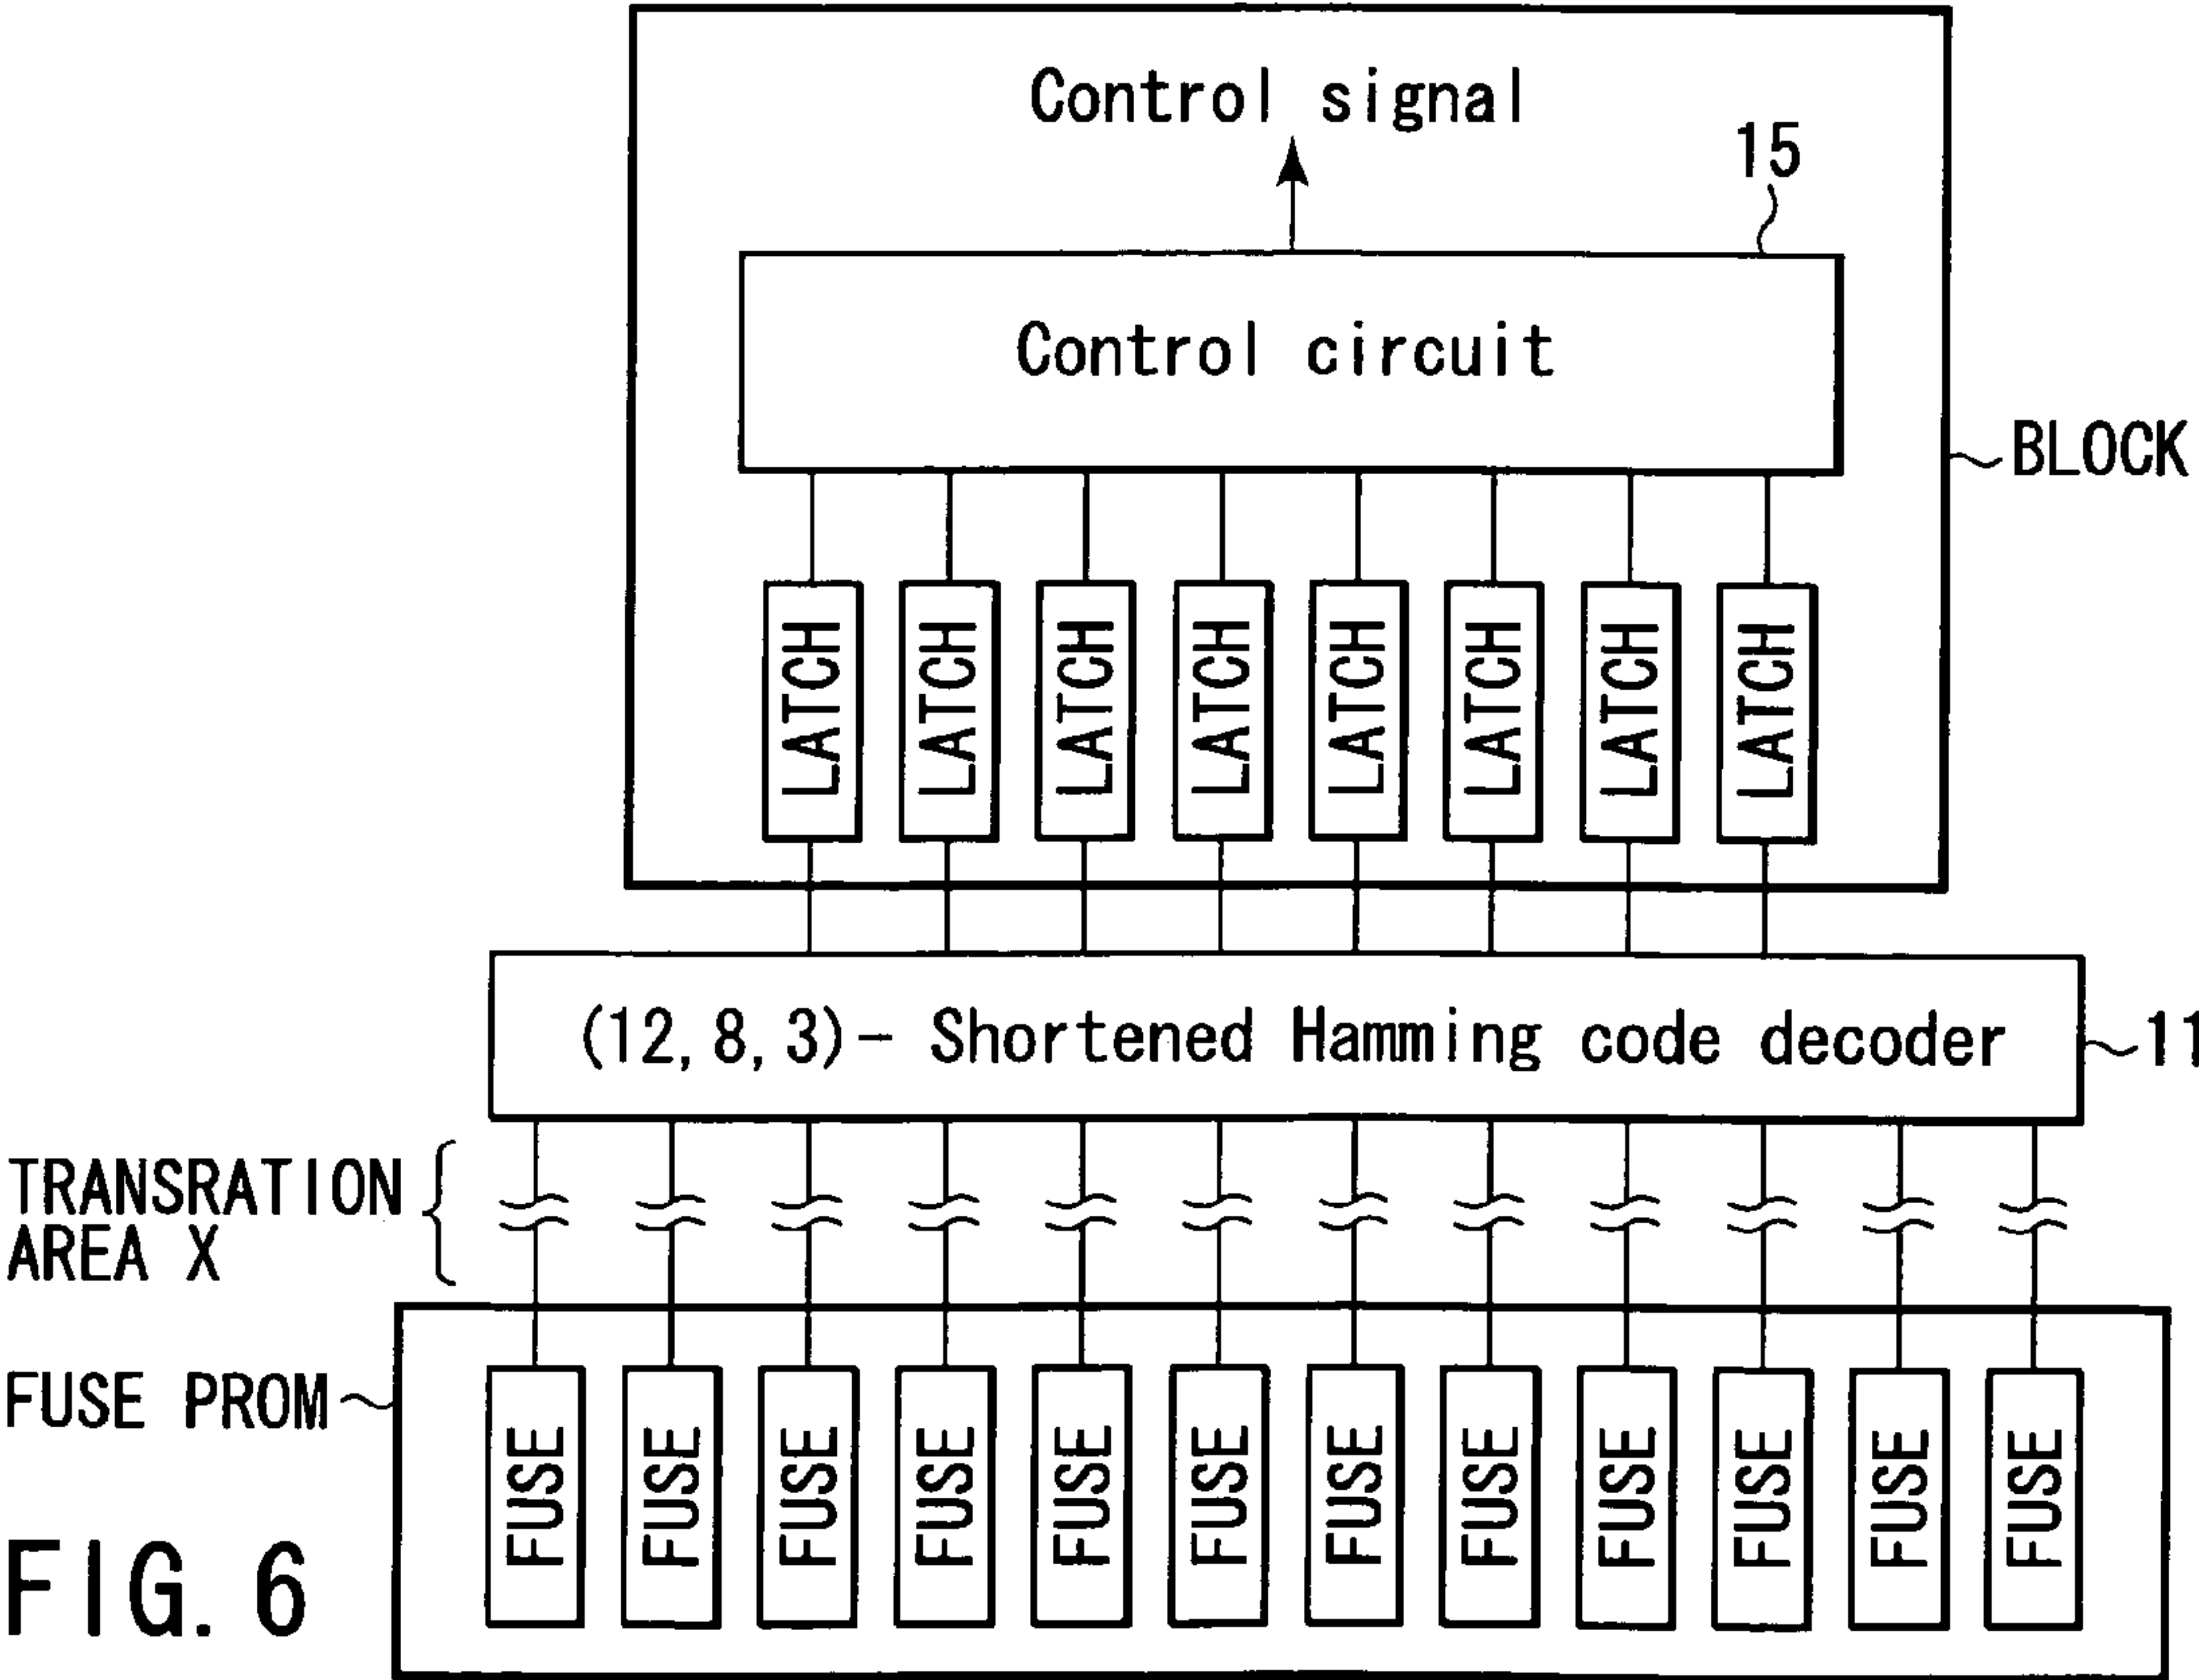 Control signal
15
Control circuit
BLOCK
LATCH
LATCH
LATCH
LATCH
LATCH
LATCH
LATCH
LATCH
(12, 8, 3)- Shortened Hamming code decoder
11
TRANSRATION
AREA X
FUSE PROM
FUSE
FUSE
FUSE
FUSE
FUSE
FUSE
FUSE
FUSE
FUSE
FUSE
FUSE
FUSE
FIG. 6